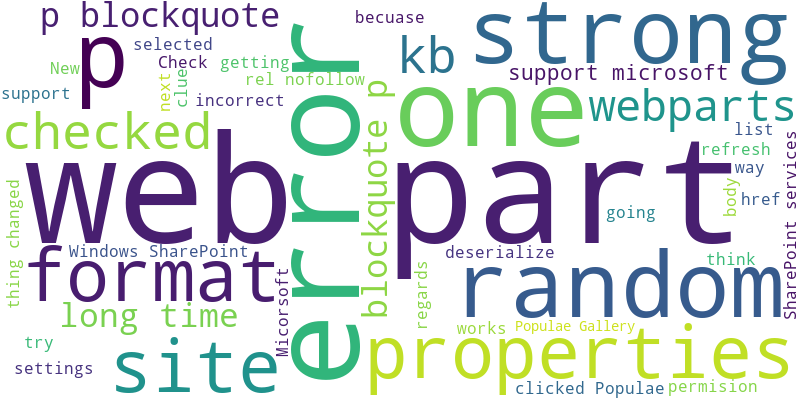 p blockquote
becuase
strong
p
selected
Check
getting
kb
New
rel nofollow
support microsoft
support
next
clue
incorrect
error
one
webparts
checked
blockquote p
list
refresh
SharePoint services
web
part
way
body
href
going
thing changed
Windows SharePoint
deserialize
think
format
random
Micorsoft
regards
long time
works
Populae Gallery
try
site
properties
settings
clicked Populae
permision